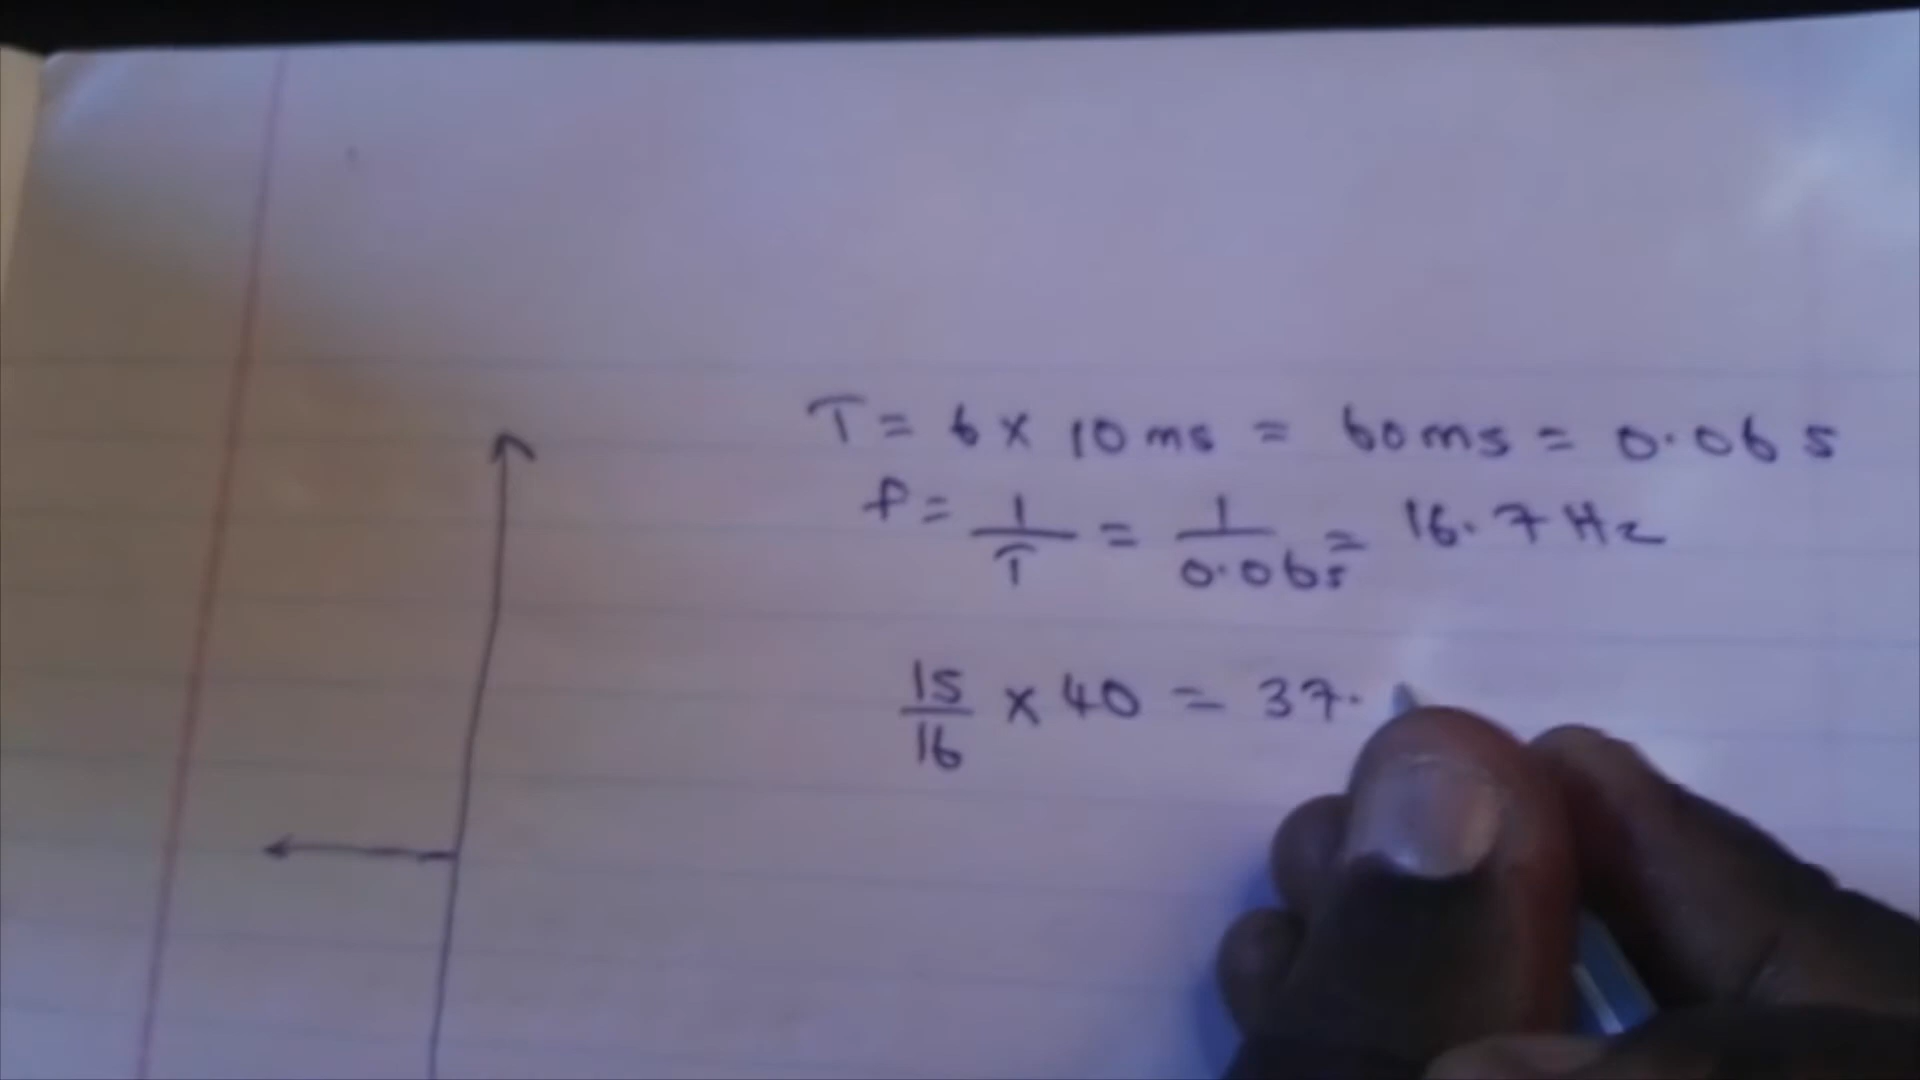 T = 6 x 10 ms = 60 ms = 0.06 s
f = 1/T = 1/0.06s = 16.7 Hz
15/16 x 40 = 37.